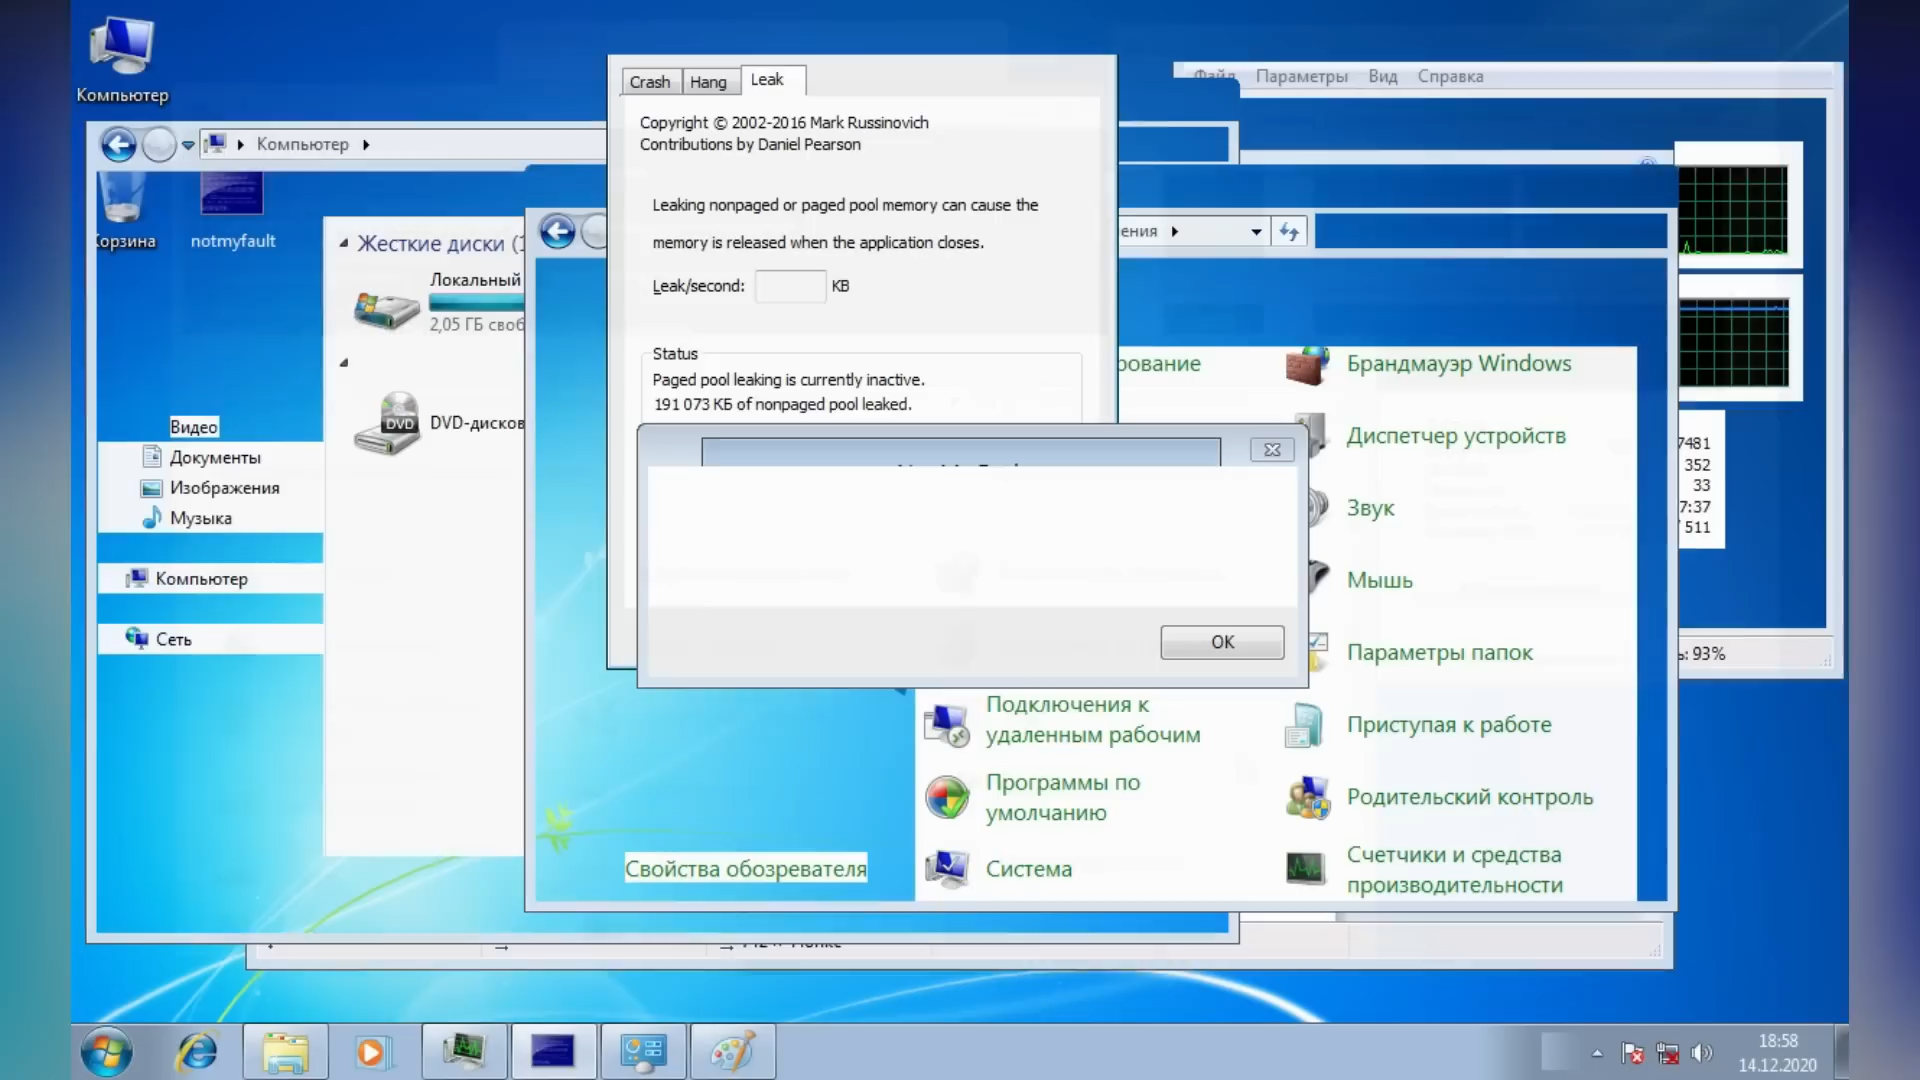 Компьютер
Корзина
notmyfault
Компьютер
Жесткие диски
Локальный
2,05 ГБ
DVD
Видео
Документы
Изображения
Музыка
Компьютер
Сеть
Crash
Hang
Leak
Copyright © 2002-2016 Mark Russinovich
Contributions by Daniel Pearson
Leaking nonpaged or paged pool memory can cause the
memory is released when the application closes.
Leak/second:
KB
Status
Paged pool leaking is currently inactive.
191 073 КБ of nonpaged pool leaked.
OK
Файл
Параметры
Вид
Справка
7481
352
33
7:37
511
93%
Брандмауэр Windows
Диспетчер устройств
Звук
Мышь
Параметры папок
Подключения к
удаленным рабочим
Приступая к работе
Программы по
умолчанию
Родительский контроль
Свойства обозревателя
Система
Счетчики и средства
производительности
18:58
14.12.2020